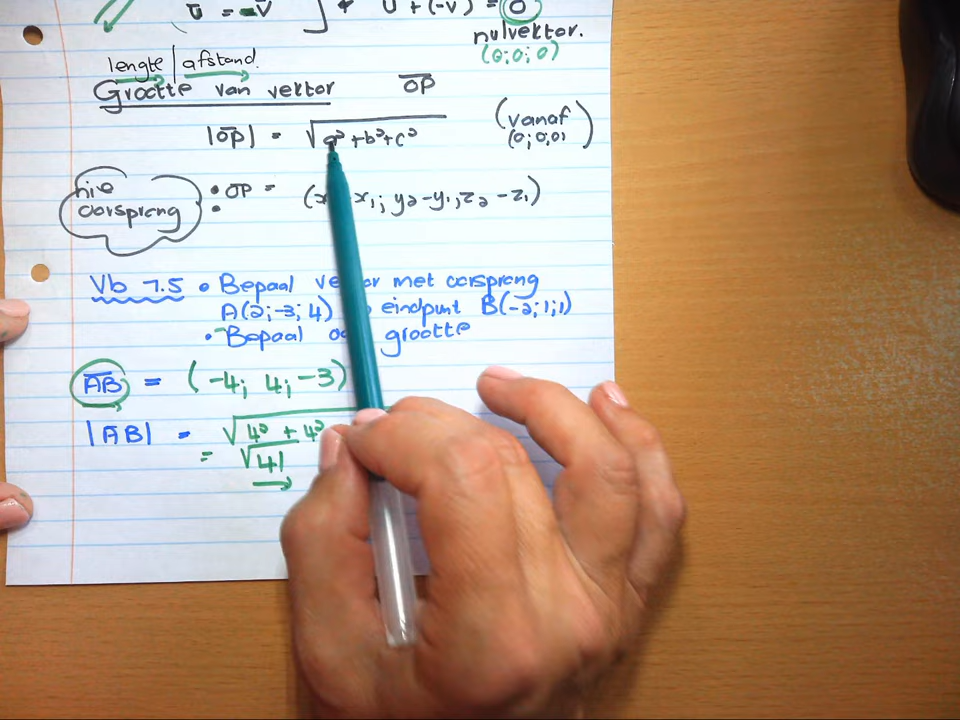 ū = -v̄ ] & U + (-V) = 0
nulvektor.
(0; 0; 0)
lengte | afstand.
Grootte van vektor OP
|OP| = √a² + b² + c² (vanaf (0; 0; 0))
nie oorsprong
• OP = (x x₁; y₂ - y₁; z₂ - z₁)
•
Vb 7.5 • Bepaal vektor met oorsprong
A(2; -3; 4) eindpunt B(-2; 1; 1)
• Bepaal grootte
AB = (-4; 4; -3)
|AB| = √4² + 4²
= √41